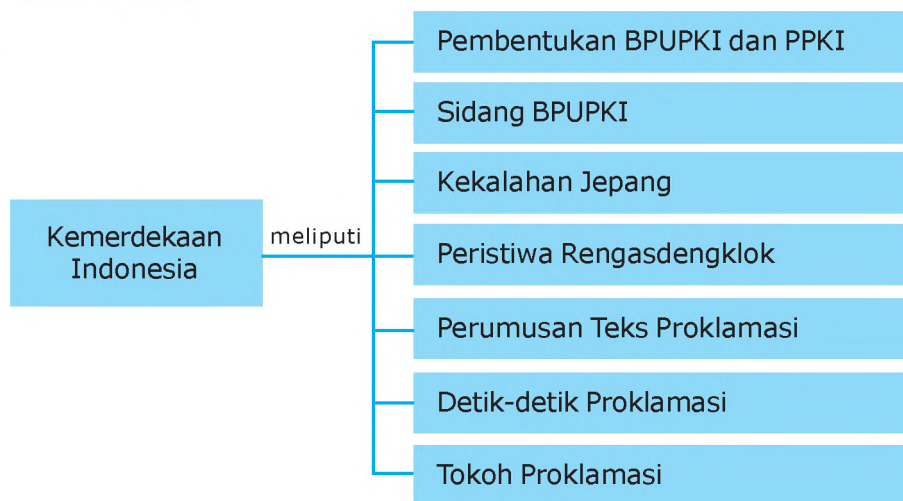 Kemerdekaan
Indonesia
meliputi
Pembentukan BPUPKI dan PPKI
Sidang BPUPKI
Kekalahan Jepang
Peristiwa Rengasdengklok
Perumusan Teks Proklamasi
Detik-detik Proklamasi
Tokoh Proklamasi